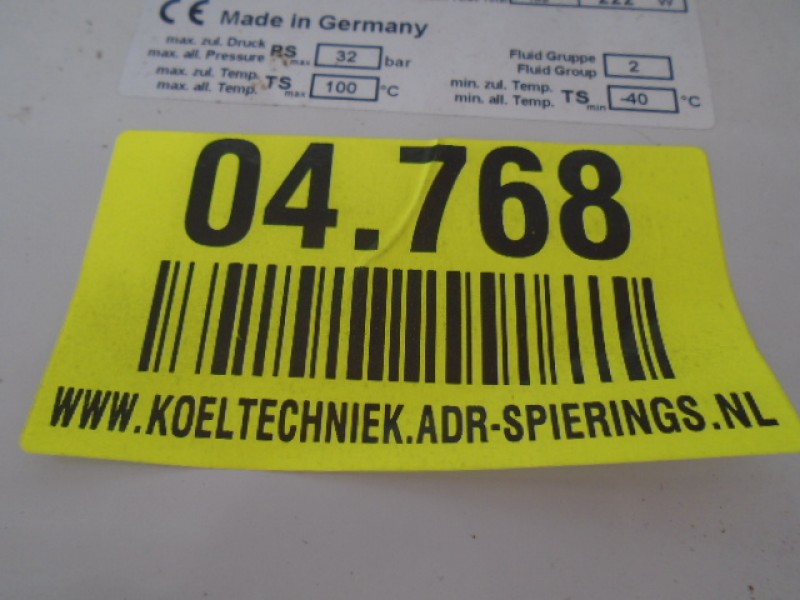 222 W
CE Made in Germany
max. zul. Druck
max. all. Pressure PS max 32 bar
Fluid Gruppe
Fluid Group 2
max. zul. Temp.
max. all. Temp. TS max 100 °C
min. zul. Temp.
min. all. Temp. TS min -40 °C
04.768
WWW.KOELTECHNIEK.ADR-SPIERINGS.NL